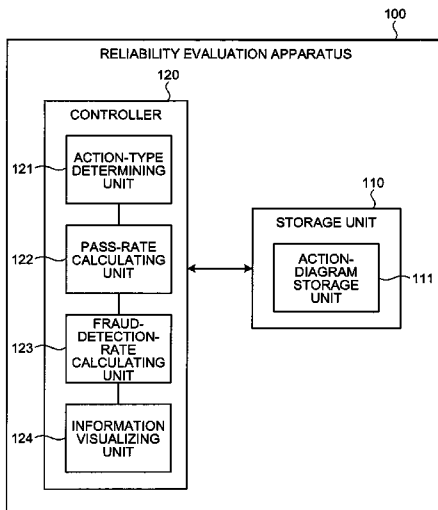 100
RELIABILITY EVALUATION APPARATUS
120
CONTROLLER
121
ACTION-TYPE
DETERMINING
UNIT
122
PASS-RATE
CALCULATING
UNIT
123
FRAUD-
DETECTION-
RATE
CALCULATING
UNIT
124
INFORMATION
VISUALIZING
UNIT
110
STORAGE UNIT
ACTION-
DIAGRAM
STORAGE
UNIT
111